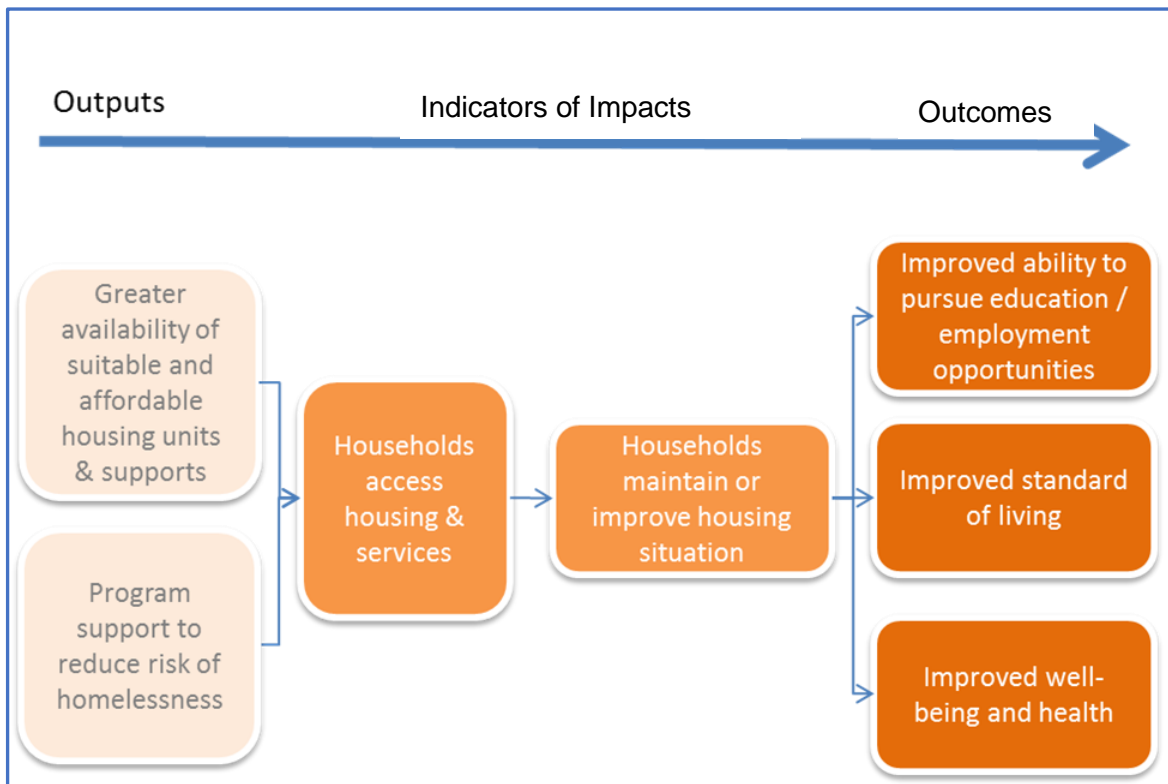 Outputs
Indicators of Impacts
Outcomes
Greater
availability of
suitable and
affordable
housing units
& supports
Program
support to
reduce risk of
homelessness
Households
access
housing &
services
Households
maintain or
improve housing
situation
Improved ability to
pursue education /
employment
opportunities
Improved standard
of living
Improved well-
being and health